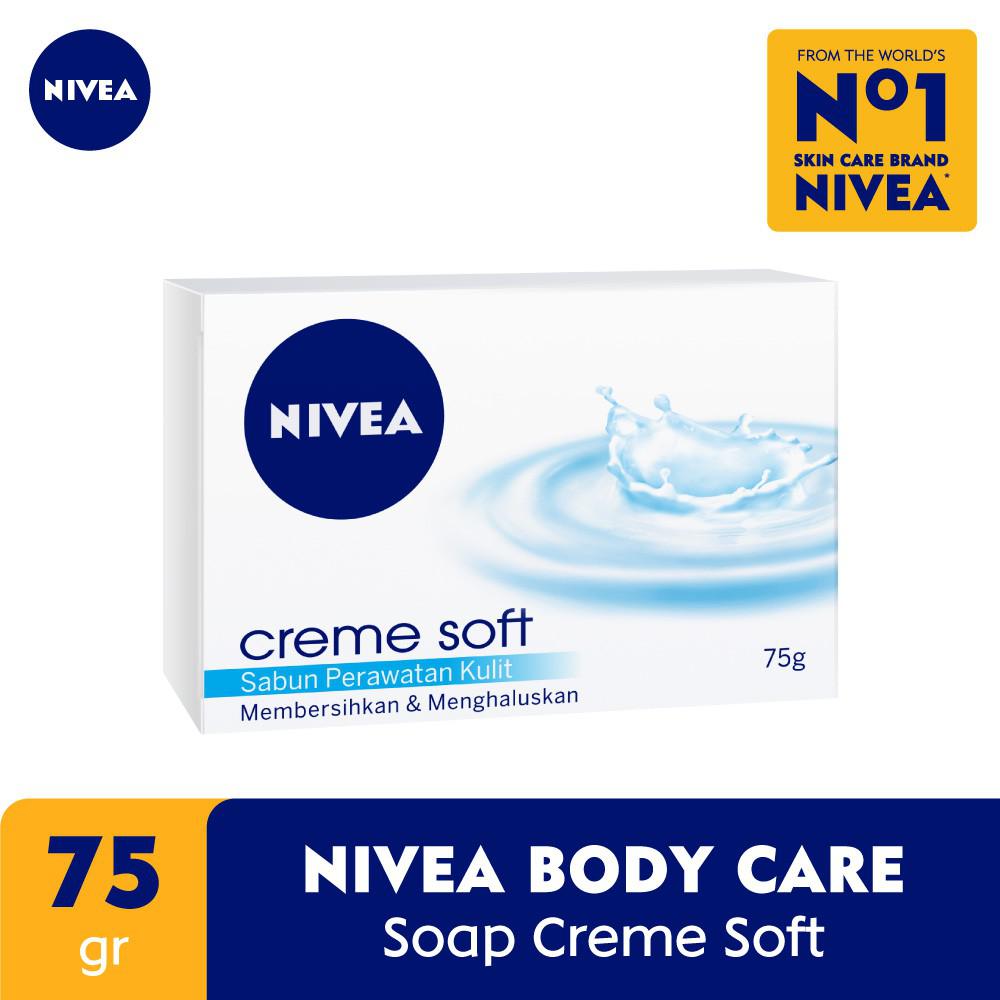 NIVEA
FROM THE WORLD'S
Nº1
SKIN CARE BRAND
NIVEA*
NIVEA
creme soft
Sabun Perawatan Kulit
Membersihkan & Menghaluskan
75g
75
gr
NIVEA BODY CARE
Soap Creme Soft